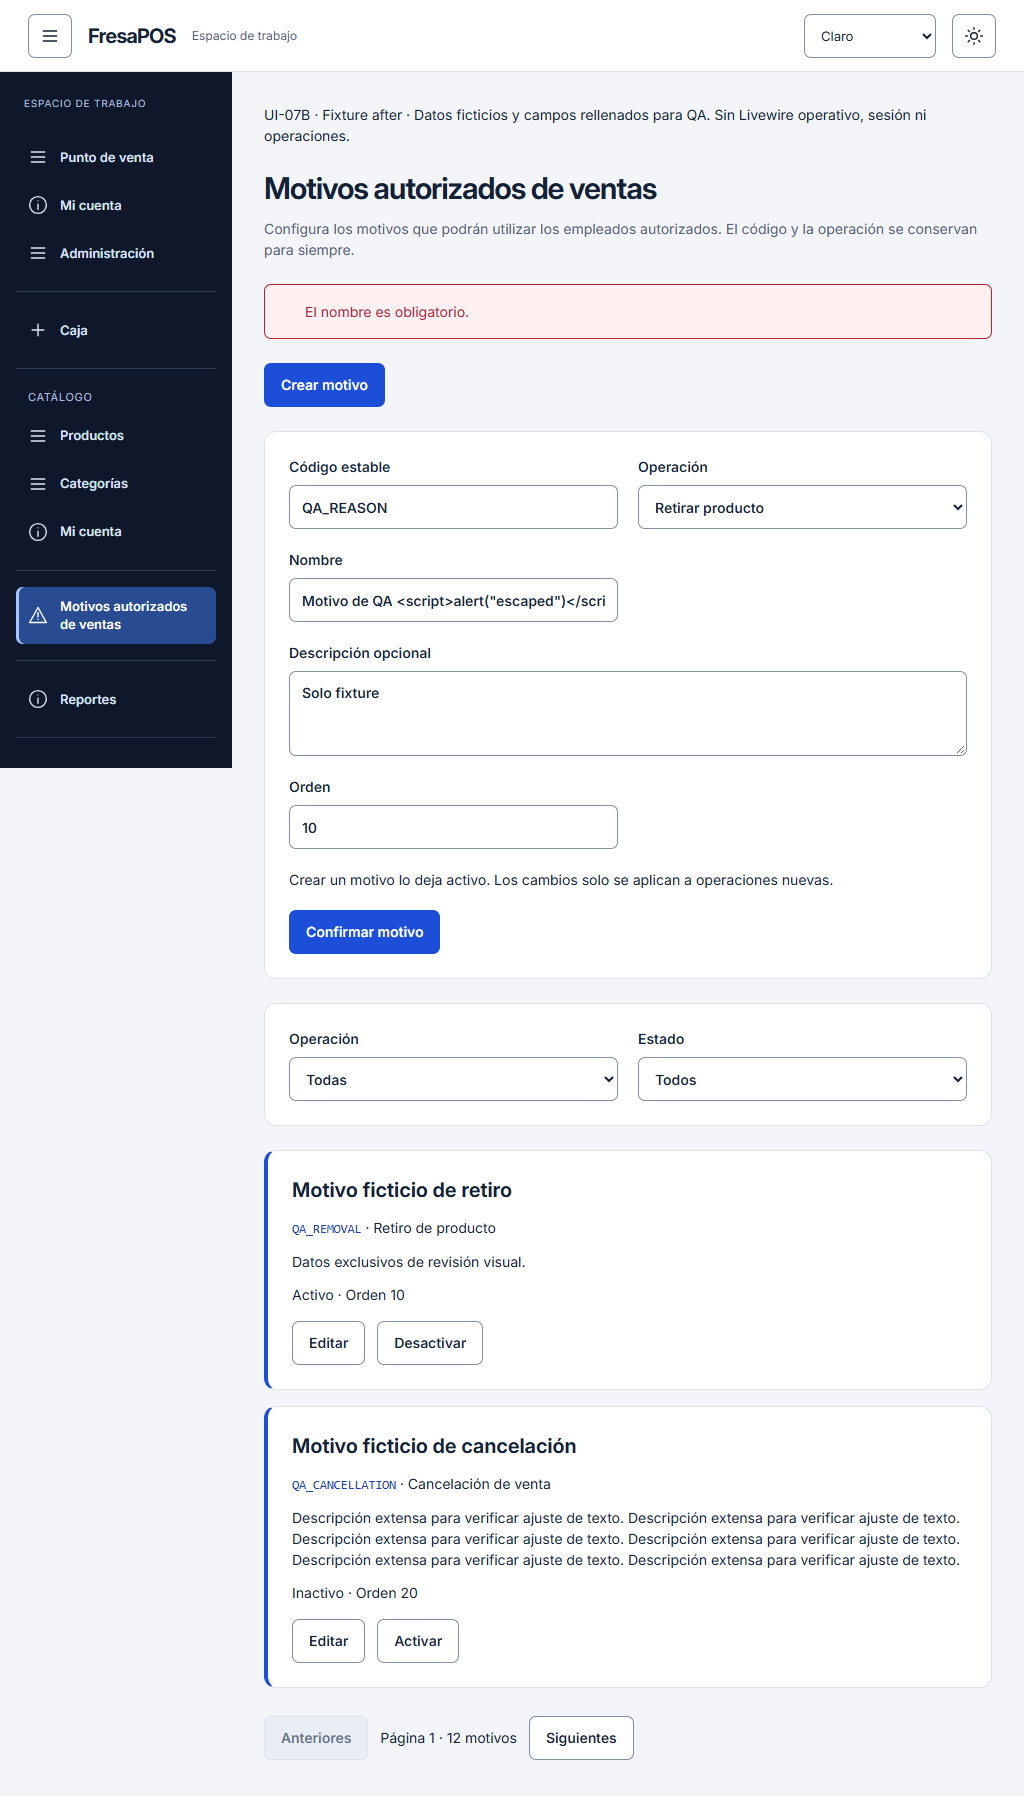 FresaPOS
Espacio de trabajo
Claro
ESPACIO DE TRABAJO
Punto de venta
Mi cuenta
Administración
Caja
CATÁLOGO
Productos
Categorías
Mi cuenta
Motivos autorizados
de ventas
Reportes
UI-07B · Fixture after · Datos ficticios y campos rellenados para QA. Sin Livewire operativo, sesión ni
operaciones.
Motivos autorizados de ventas
Configura los motivos que podrán utilizar los empleados autorizados. El código y la operación se conservan
para siempre.
El nombre es obligatorio.
Crear motivo
Código estable
Operación
QA_REASON
Retirar producto
Nombre
Motivo de QA <script>alert("escaped")</scri
Descripción opcional
Solo fixture
Orden
10
Crear un motivo lo deja activo. Los cambios solo se aplican a operaciones nuevas.
Confirmar motivo
Operación
Estado
Todas
Todos
Motivo ficticio de retiro
QA_REMOVAL · Retiro de producto
Datos exclusivos de revisión visual.
Activo · Orden 10
Editar
Desactivar
Motivo ficticio de cancelación
QA_CANCELLATION · Cancelación de venta
Descripción extensa para verificar ajuste de texto. Descripción extensa para verificar ajuste de texto.
Descripción extensa para verificar ajuste de texto. Descripción extensa para verificar ajuste de texto.
Descripción extensa para verificar ajuste de texto. Descripción extensa para verificar ajuste de texto.
Inactivo · Orden 20
Editar
Activar
Anteriores
Página 1 · 12 motivos
Siguientes